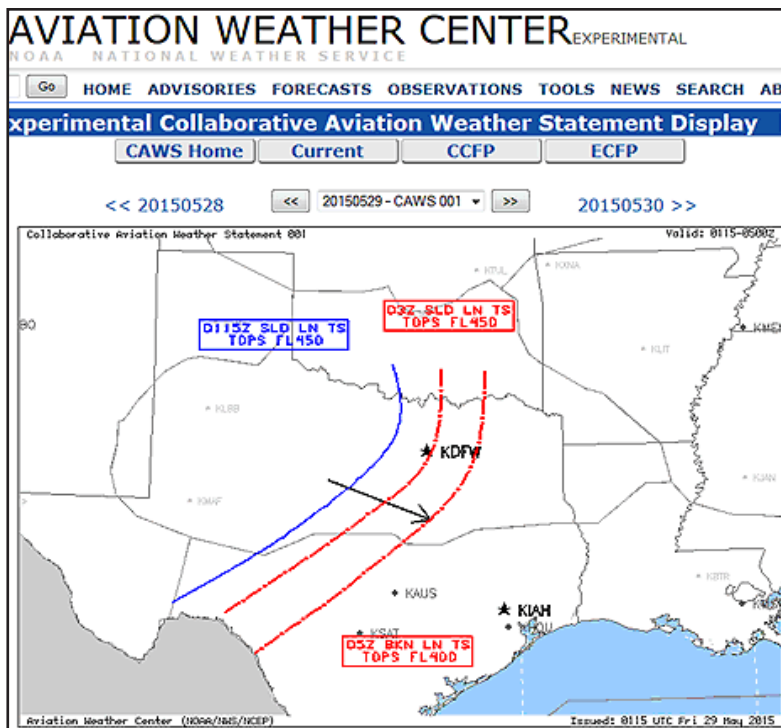 AVIATION WEATHER CENTER EXPERIMENTAL
NOAA NATIONAL WEATHER SERVICE
Go HOME ADVISORIES FORECASTS OBSERVATIONS TOOLS NEWS SEARCH AB
xperimental Collaborative Aviation Weather Statement Display
CAWS Home Current CCFP ECFP
<< 20150528 << 20150529 - CAWS 001 >> 20150530 >>
Collaborative Aviation Weather Statement 001 Valid: 0115-0500Z
KTUL KXNA
03Z SLD LN TS
TOPS FL450
0115Z SLD LN TS
TOPS FL450
KMEM
KLIT
KLBB
KDFW
KJAN
KMAF
KBTR
KAUS
KIAH
KSAT
05Z BKN LN TS
TOPS FL400
Aviation Weather Center (NOAA/NWS/NCEP) Issued: 0115 UTC Fri 29 May 2015